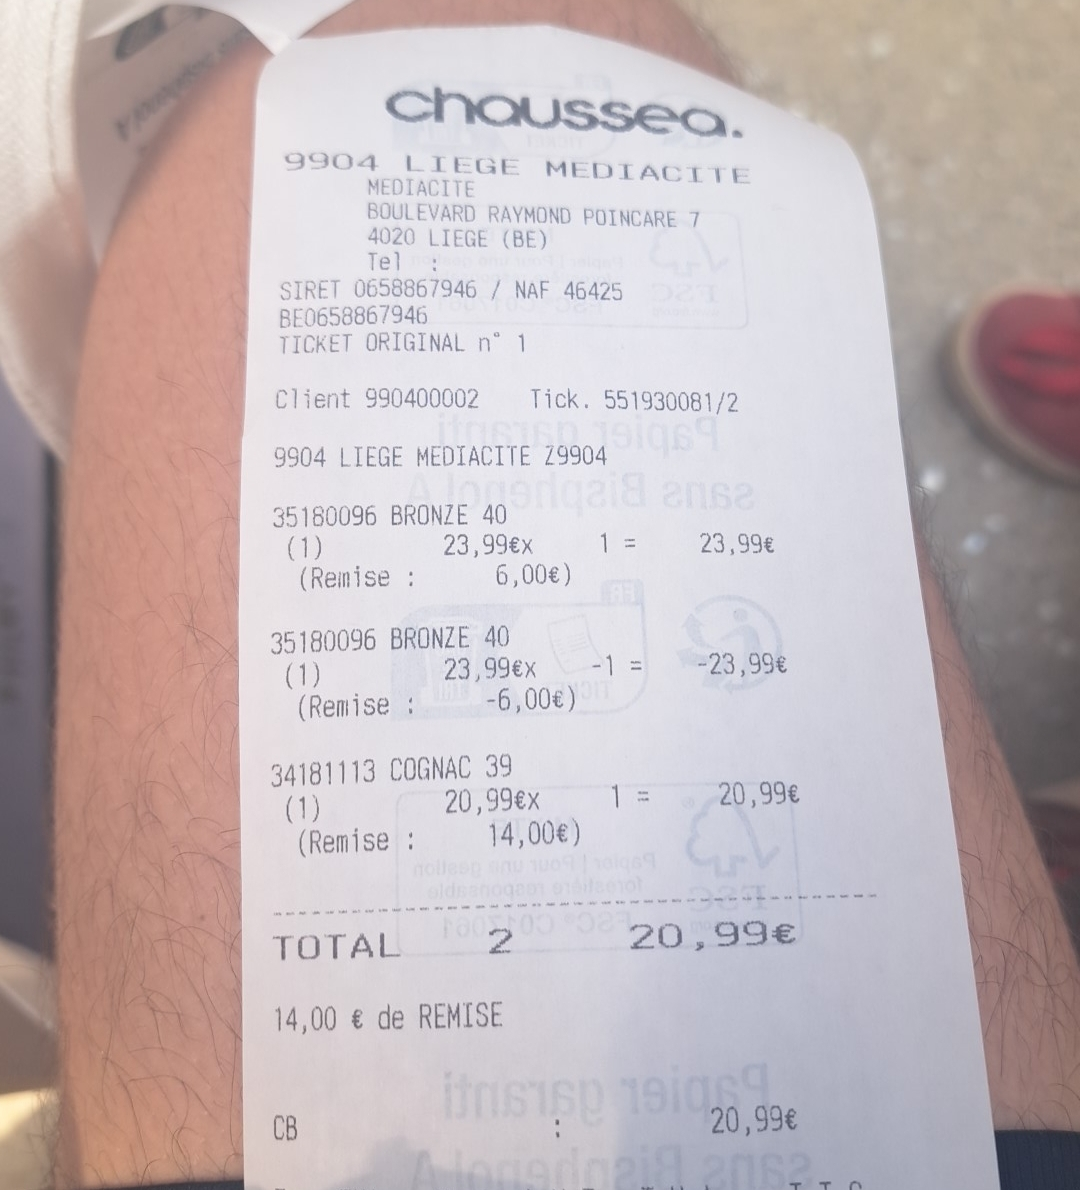 chaussea.
9904 LIEGE MEDIACITE
MEDIACITE
BOULEVARD RAYMOND POINCARE 7
4020 LIEGE (BE)
Tel :
SIRET 0658867946 / NAF 46425
BE0658867946
TICKET ORIGINAL n° 1
Client 990400002 Tick. 551930081/2
9904 LIEGE MEDIACITE Z9904
35180096 BRONZE 40
(1) 23,99€x 1 = 23,99€
(Remise : 6,00€)
35180096 BRONZE 40
(1) 23,99€x -1 = -23,99€
(Remise : -6,00€)
34181113 COGNAC 39
(1) 20,99€x 1 = 20,99€
(Remise : 14,00€)
TOTAL 2 20,99€
14,00 € de REMISE
CB : 20,99€